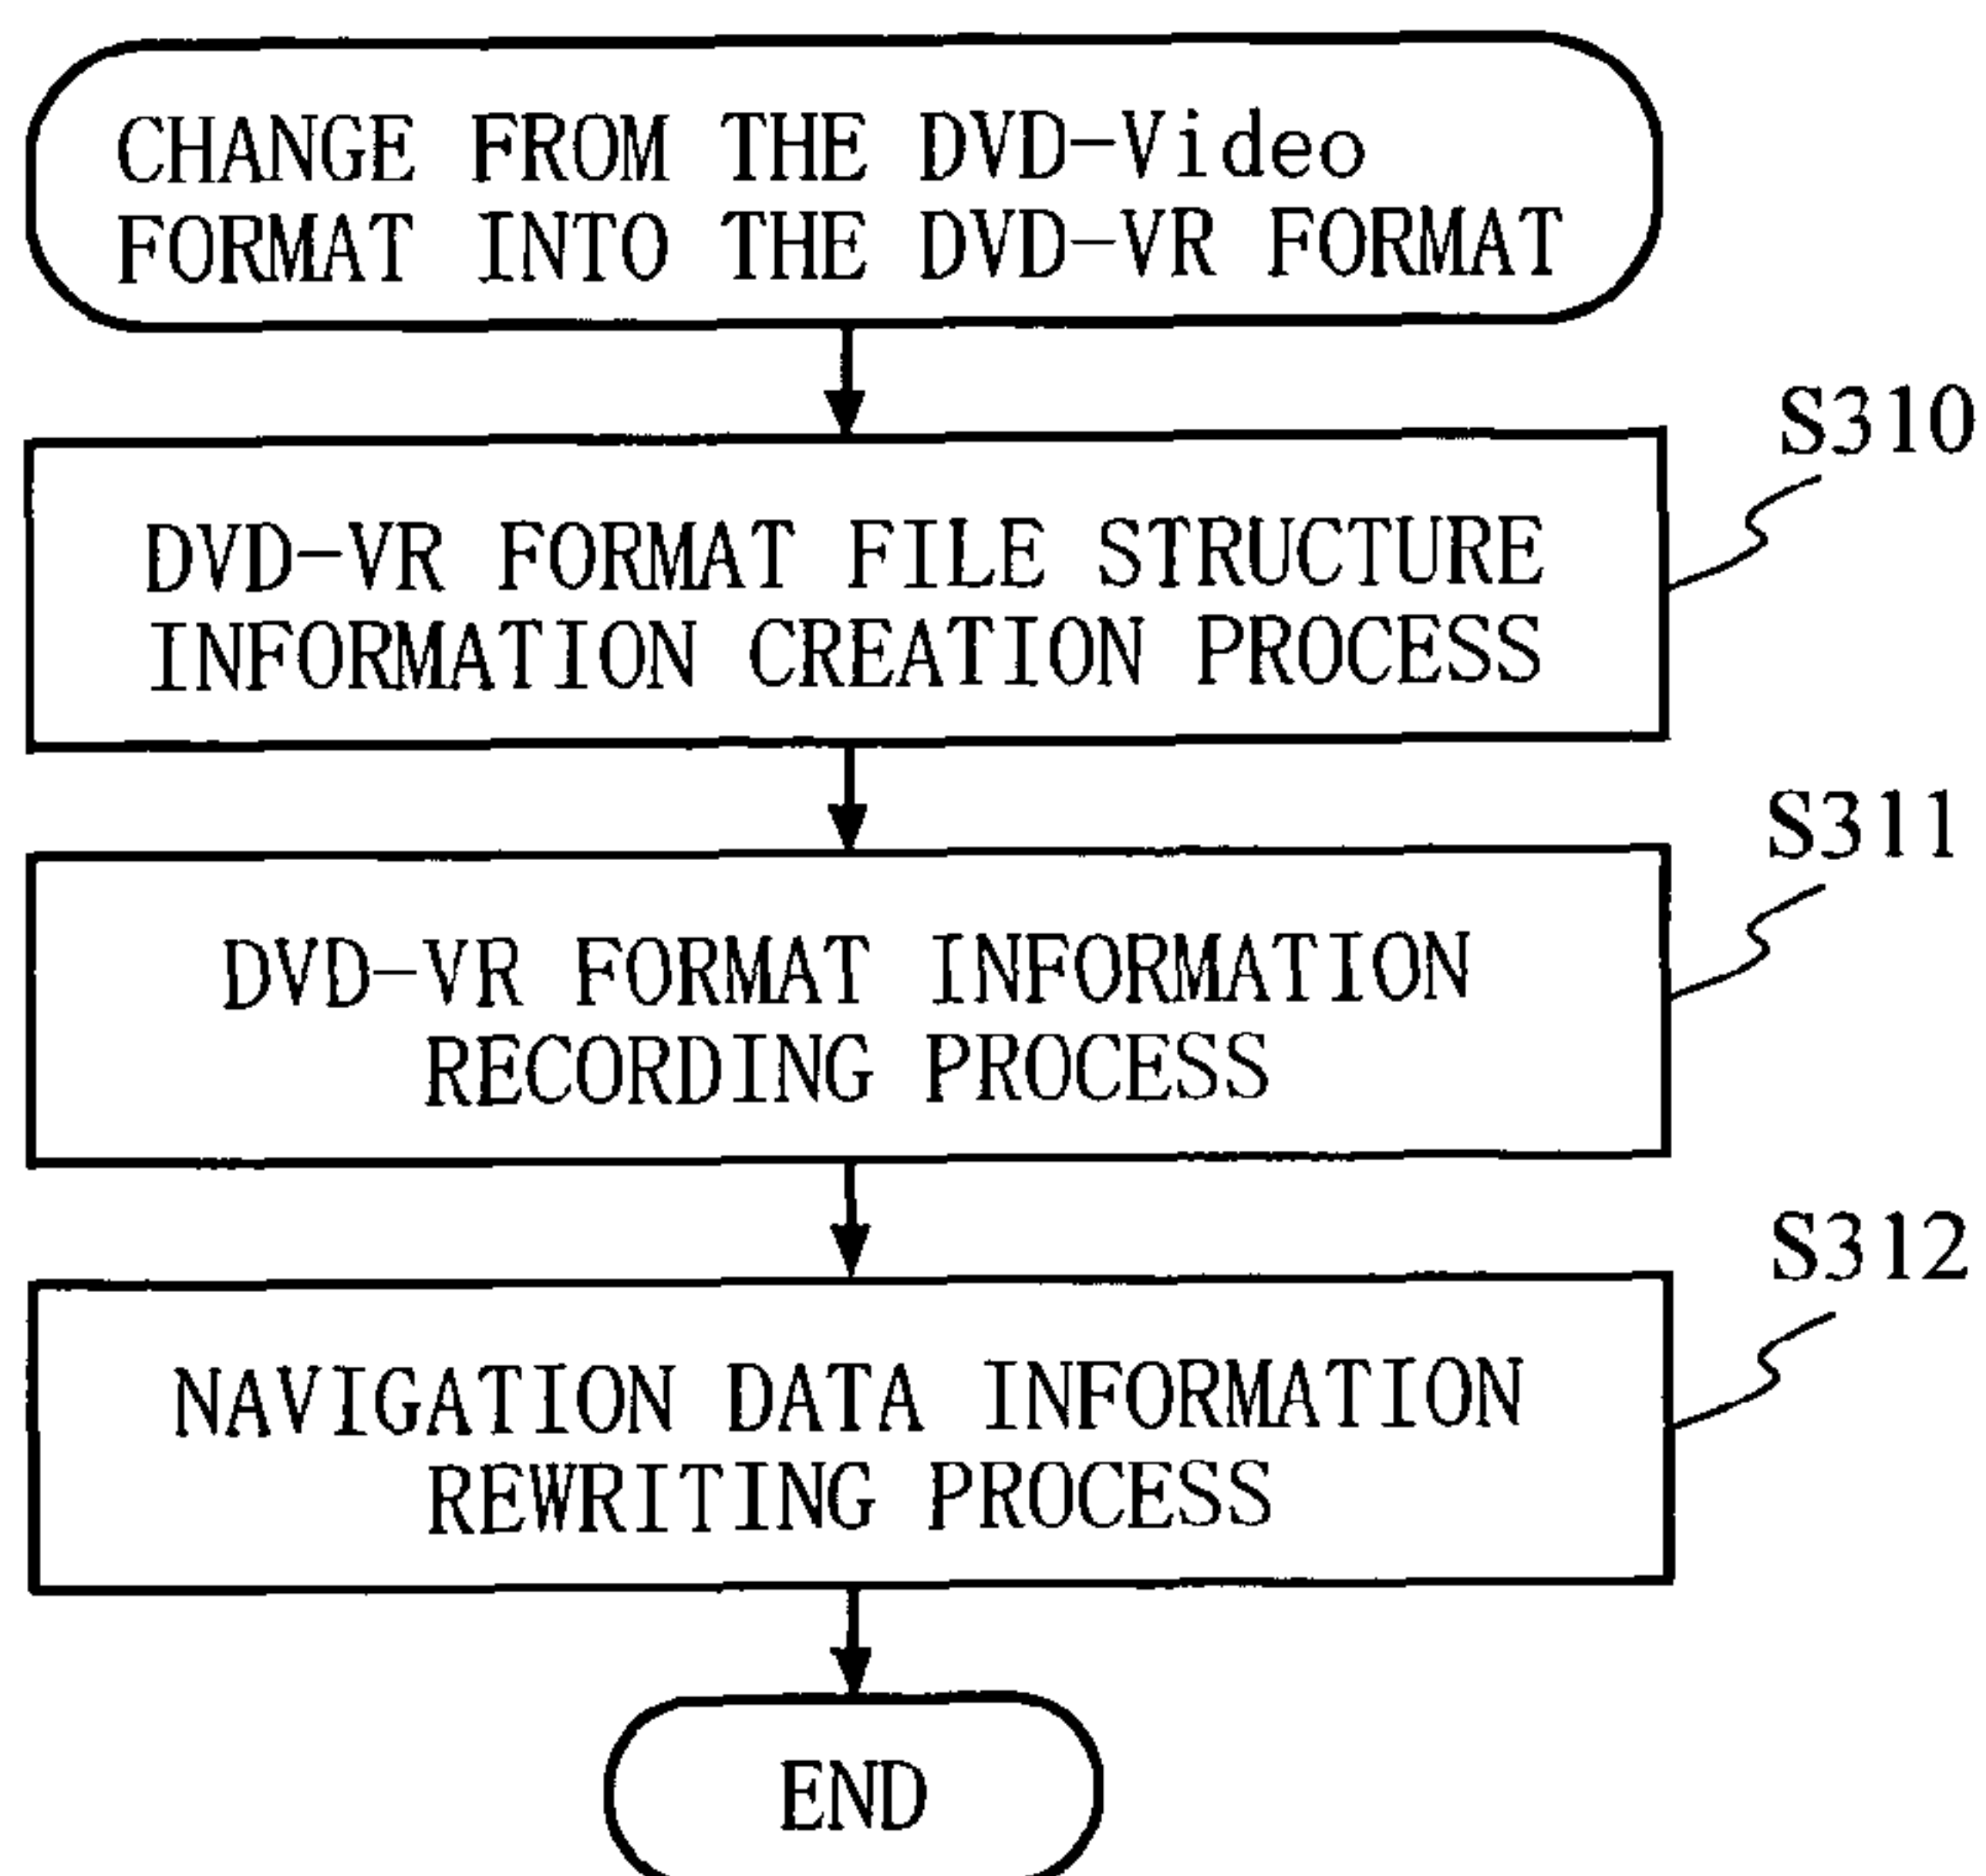 CHANGE FROM THE DVD-Video
FORMAT INTO THE DVD-VR FORMAT
S310
DVD-VR FORMAT FILE STRUCTURE
INFORMATION CREATION PROCESS
S311
DVD-VR FORMAT INFORMATION
RECORDING PROCESS
S312
NAVIGATION DATA INFORMATION
REWRITING PROCESS
END